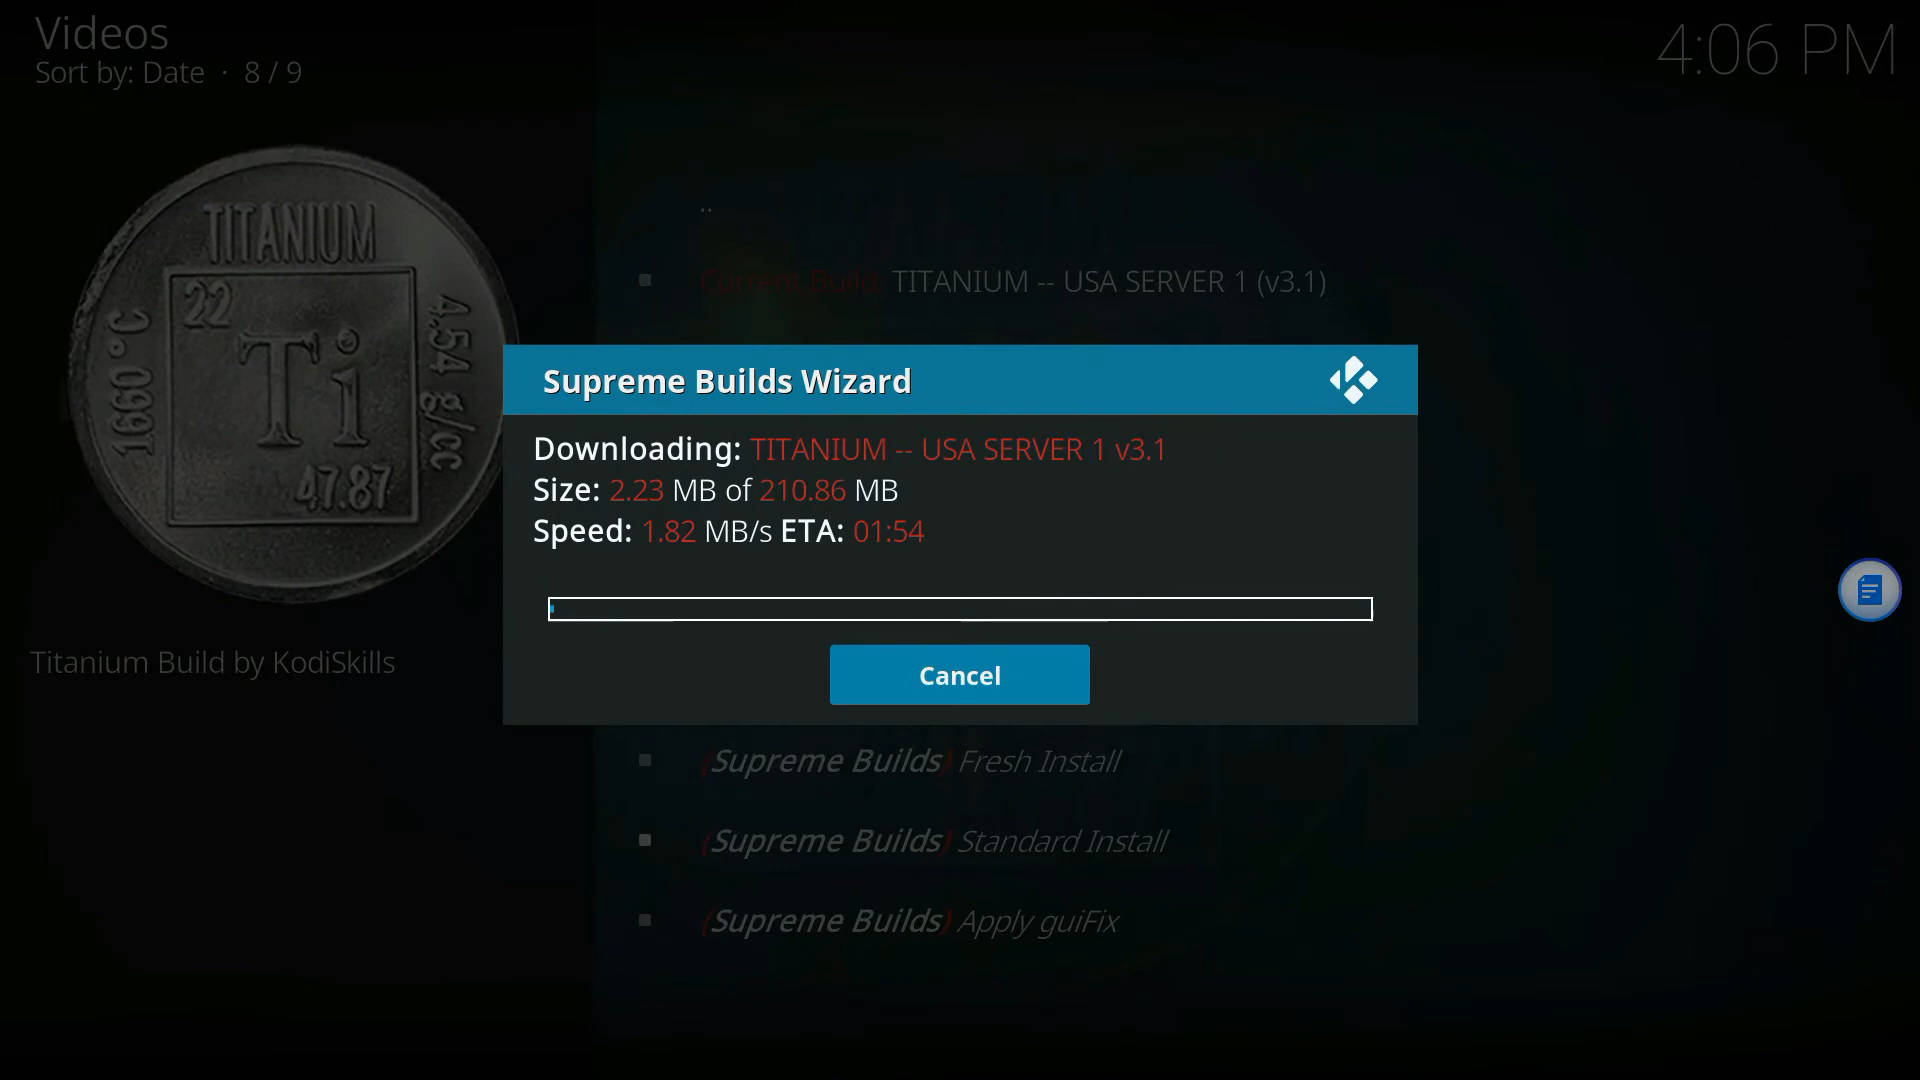 Videos
Sort by: Date · 8 / 9
4:06 PM
TITANIUM
22
Ti
47.87
1660°C
4.54 g/cc
Titanium Build by KodiSkills
..
Current Build: TITANIUM -- USA SERVER 1 (v3.1)
Supreme Builds Wizard
Downloading: TITANIUM -- USA SERVER 1 v3.1
Size: 2.23 MB of 210.86 MB
Speed: 1.82 MB/s ETA: 01:54
Cancel
(Supreme Builds) Fresh Install
(Supreme Builds) Standard Install
(Supreme Builds) Apply guiFix